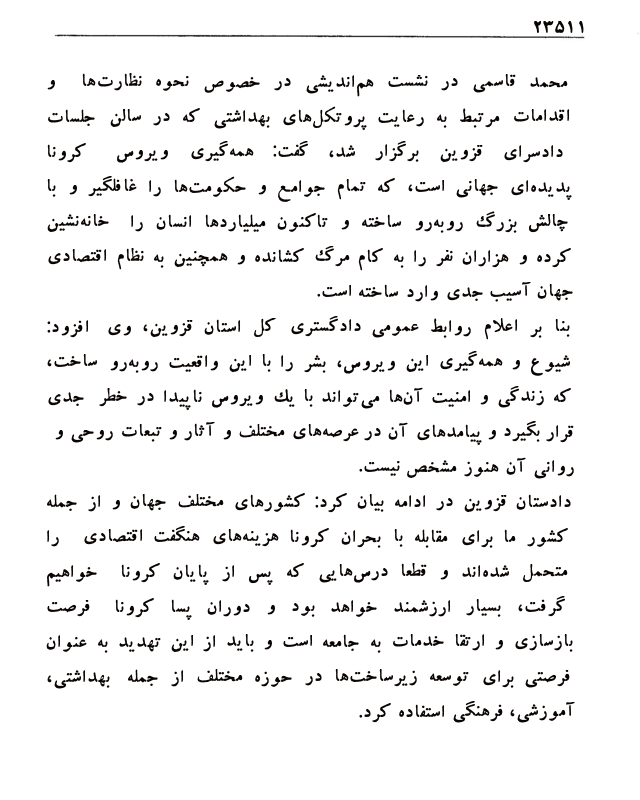 ۲۳۵۱۱
محمد قاسمی در نشست هم‌اندیشی در خصوص نحوه نظارت‌ها و
اقدامات مرتبط به رعایت پروتکل‌های بهداشتی که در سالن جلسات
دادسرای قزوین برگزار شد، گفت: همه‌گیری ویروس کرونا
پدیده‌ای جهانی است، که تمام جوامع و حکومت‌ها را غافلگیر و با
چالش بزرگ روبه‌رو ساخته و تاکنون میلیاردها انسان را خانه‌نشین
کرده و هزاران نفر را به کام مرگ کشانده و همچنین به نظام اقتصادی
جهان آسیب جدی وارد ساخته است.
بنا بر اعلام روابط عمومی دادگستری کل استان قزوین، وی افزود:
شیوع و همه‌گیری این ویروس، بشر را با این واقعیت روبه‌رو ساخت،
که زندگی و امنیت آن‌ها می‌تواند با یك ویروس ناپیدا در خطر جدی
قرار بگیرد و پیامدهای آن در عرصه‌های مختلف و آثار و تبعات روحی و
روانی آن هنوز مشخص نیست.
دادستان قزوین در ادامه بیان کرد: کشورهای مختلف جهان و از جمله
کشور ما برای مقابله با بحران کرونا هزینه‌های هنگفت اقتصادی را
متحمل شده‌اند و قطعا درس‌هایی که پس از پایان کرونا خواهیم
گرفت، بسیار ارزشمند خواهد بود و دوران پسا کرونا فرصت
بازسازی و ارتقا خدمات به جامعه است و باید از این تهدید به عنوان
فرصتی برای توسعه زیرساخت‌ها در حوزه مختلف از جمله بهداشتی،
آموزشی، فرهنگی استفاده کرد.